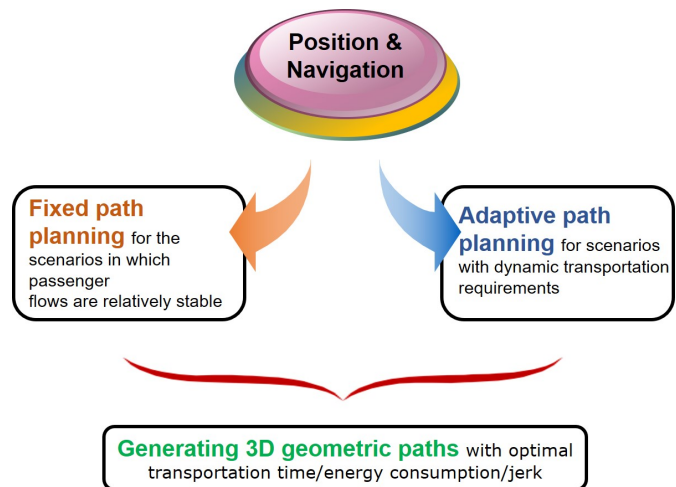 Position &
Navigation
Fixed path
planning for the
scenarios in which
passenger
flows are relatively stable
Adaptive path
planning for scenarios
with dynamic transportation
requirements
Generating 3D geometric paths with optimal
transportation time/energy consumption/jerk